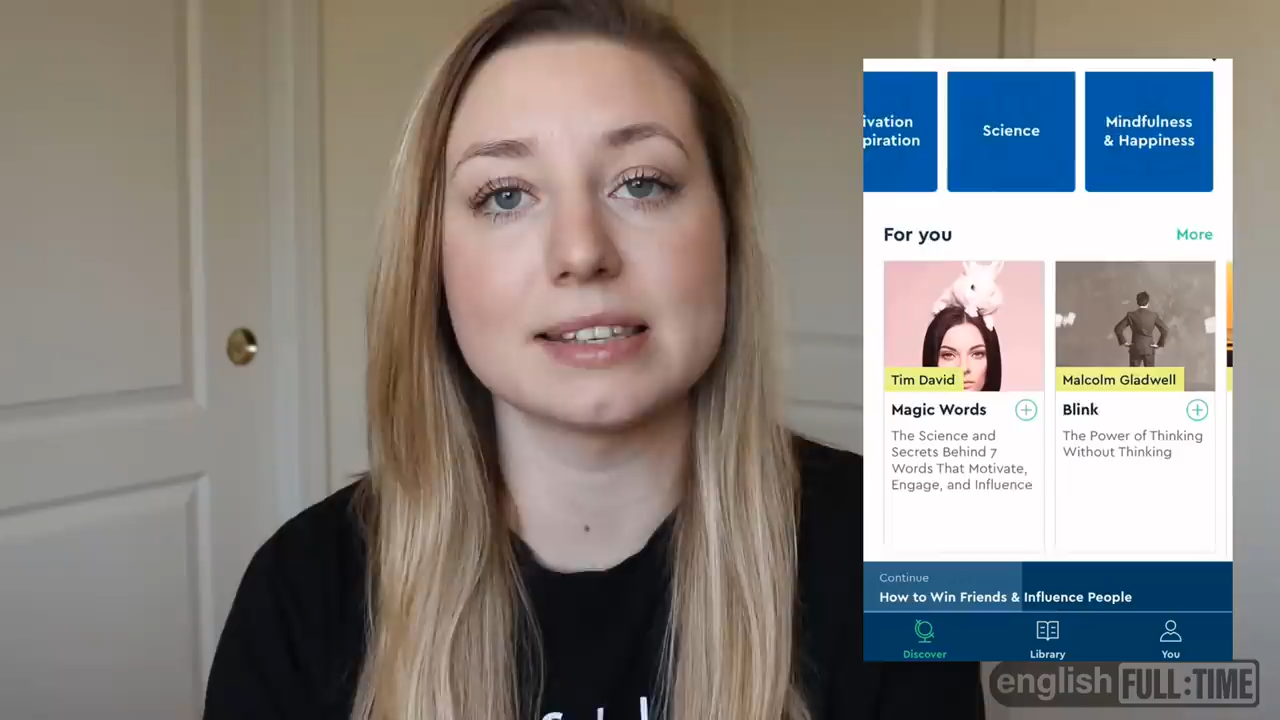 ivation
piration
Science
Mindfulness
& Happiness
For you
More
Tim David
Magic Words
The Science and
Secrets Behind 7
Words That Motivate,
Engage, and Influence
Malcolm Gladwell
Blink
The Power of Thinking
Without Thinking
Continue
How to Win Friends & Influence People
Discover
Library
You
english FULL:TIME